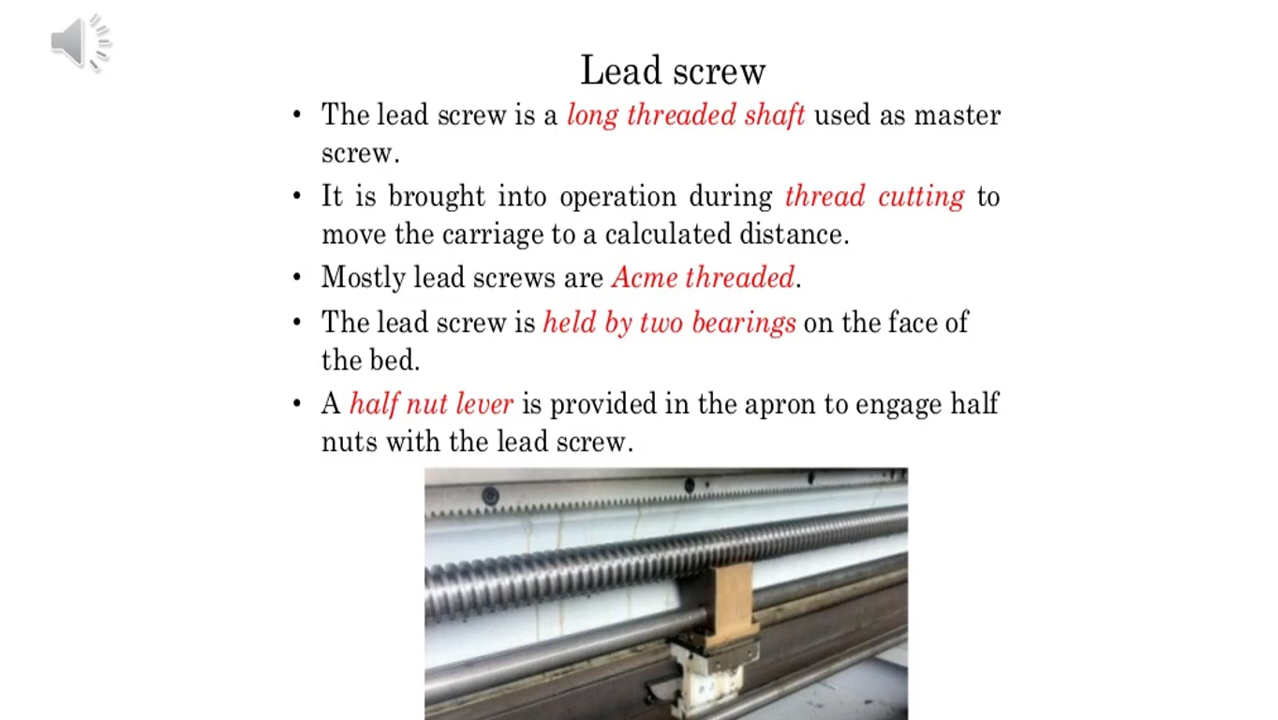 Lead screw
• The lead screw is a long threaded shaft used as master
screw.
• It is brought into operation during thread cutting to
move the carriage to a calculated distance.
• Mostly lead screws are Acme threaded.
• The lead screw is held by two bearings on the face of
the bed.
• A half nut lever is provided in the apron to engage half
nuts with the lead screw.